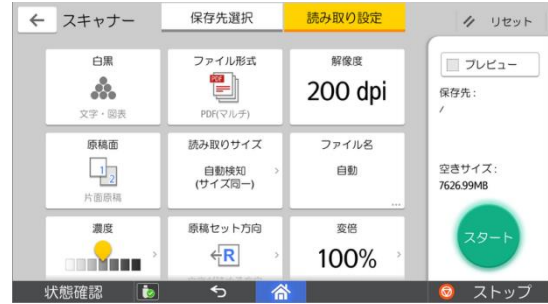 スキャナー
保存先選択
読み取り設定
リセット
白黒
文字・図表
ファイル形式
PDF
PDF(マルチ)
解像度
200 dpi
プレビュー
保存先：
/
原稿面
1
2
片面原稿
読み取りサイズ
自動検知
(サイズ同一)
ファイル名
自動
...
空きサイズ：
7626.99MB
濃度
原稿セット方向
R
変倍
100%
スタート
状態確認
ストップ